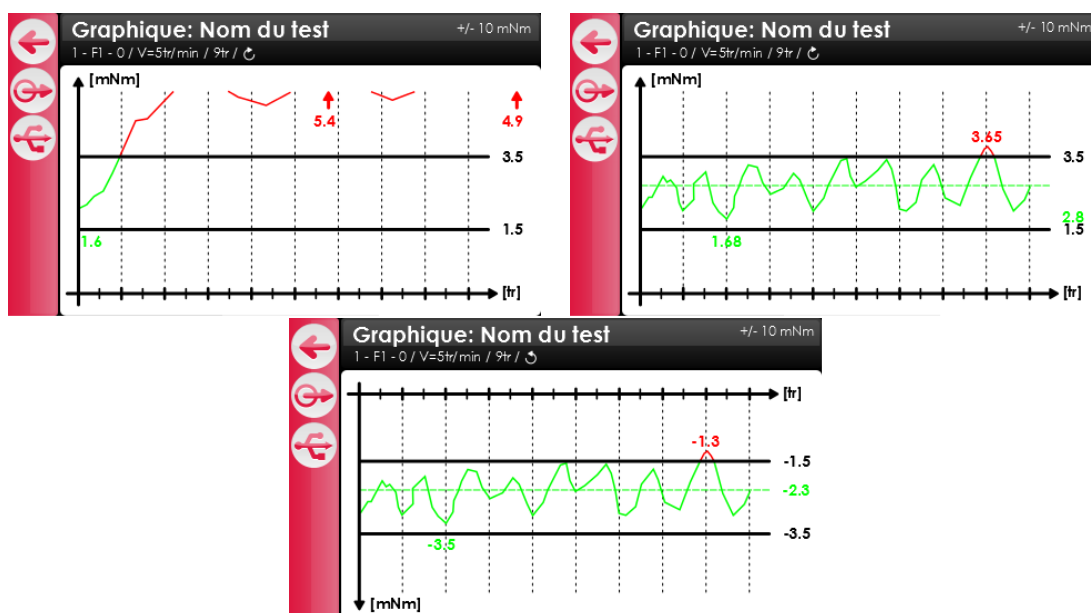 Graphique: Nom du test
+/- 10 mNm
1 - F1 - 0 / V=5tr/min / 9tr /
[mNm]
5.4
4.9
3.5
1.6
1.5
[tr]
Graphique: Nom du test
+/- 10 mNm
1 - F1 - 0 / V=5tr/min / 9tr /
[mNm]
3.65
3.5
2.8
1.68
1.5
[tr]
Graphique: Nom du test
+/- 10 mNm
1 - F1 - 0 / V=5tr/min / 9tr /
[tr]
-1.3
-1.5
-2.3
-3.5
-3.5
[mNm]